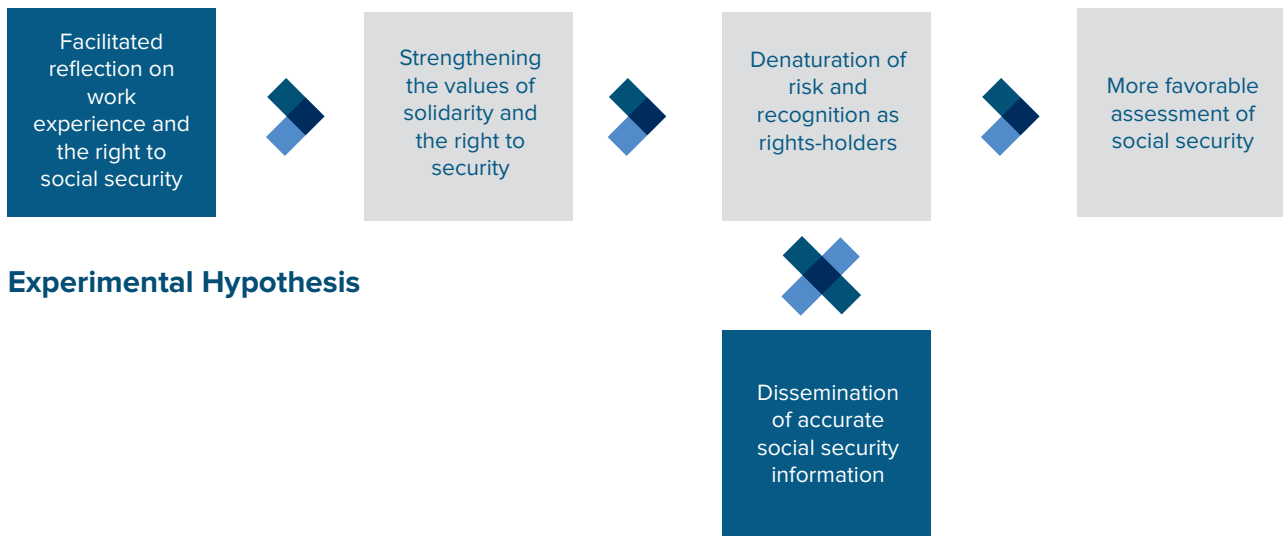 Facilitated
reflection on
work
experience and
the right to
social security
Strengthening
the values of
solidarity and
the right to
security
Denaturation of
risk and
recognition as
rights-holders
More favorable
assessment of
social security
Experimental Hypothesis
Dissemination
of accurate
social security
information